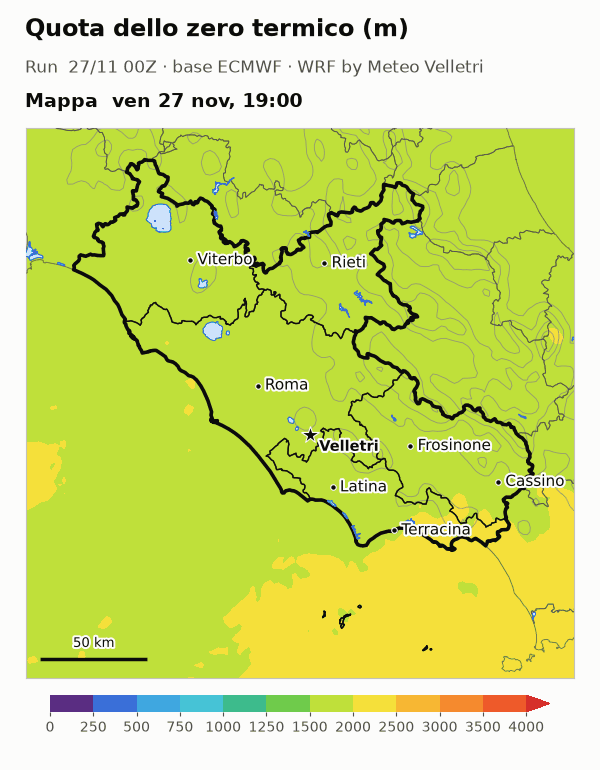 Quota dello zero termico (m)
Run  27/11 00Z · base ECMWF · WRF by Meteo Velletri
Mappa  ven 27 nov, 19:00
Viterbo
Rieti
Roma
Velletri
Frosinone
Cassino
Latina
Terracina
50 km
0 250 500 750 1000 1250 1500 2000 2500 3000 3500 4000